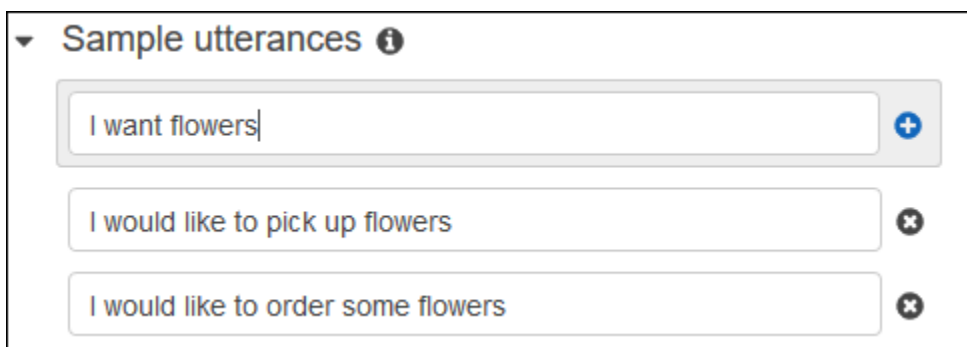 Sample utterances
I want flowers
I would like to pick up flowers
I would like to order some flowers